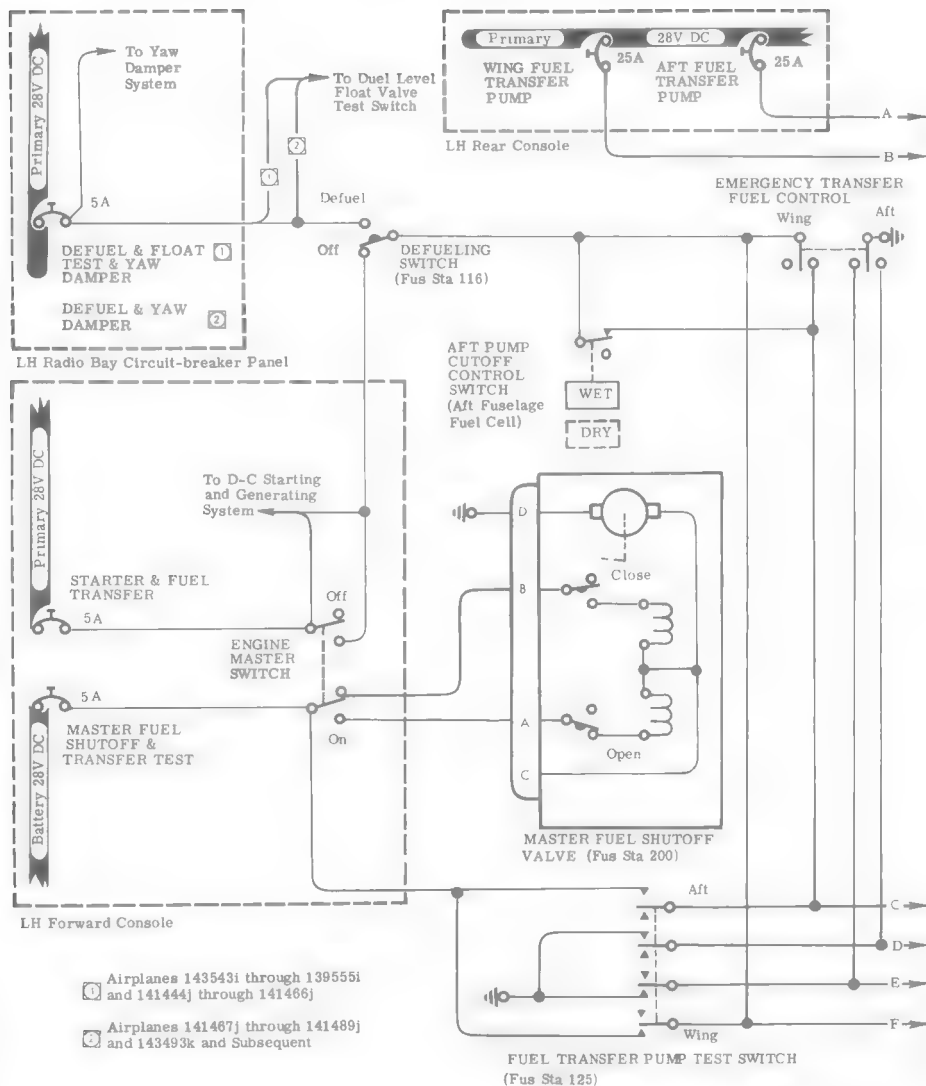 To Yaw
Damper
System
Primary 28V DC
5A
DEFUEL & FLOAT 1
TEST & YAW
DAMPER
DEFUEL & YAW 2
DAMPER
LH Radio Bay Circuit-breaker Panel
To Duel Level
Float Valve
Test Switch
1
2
Primary
28V DC
25A
25A
WING FUEL
TRANSFER
PUMP
AFT FUEL
TRANSFER
PUMP
LH Rear Console
A
B
EMERGENCY TRANSFER
FUEL CONTROL
Wing
Aft
Defuel
Off
DEFUELING
SWITCH
(Fus Sta 116)
AFT PUMP
CUTOFF
CONTROL
SWITCH
(Aft Fuselage
Fuel Cell)
WET
DRY
Primary 28V DC
To D-C Starting
and Generating
System
STARTER & FUEL
TRANSFER
5A
Off
ENGINE
MASTER
SWITCH
5A
MASTER FUEL
SHUTOFF &
TRANSFER TEST
On
Battery 28V DC
LH Forward Console
D
B
A
C
Close
Open
MASTER FUEL SHUTOFF
VALVE (Fus Sta 200)
Aft
Wing
C
D
E
F
FUEL TRANSFER PUMP TEST SWITCH
(Fus Sta 125)
1 Airplanes 143543i through 139555i
and 141444j through 141466j
2 Airplanes 141467j through 141489j
and 143493k and Subsequent